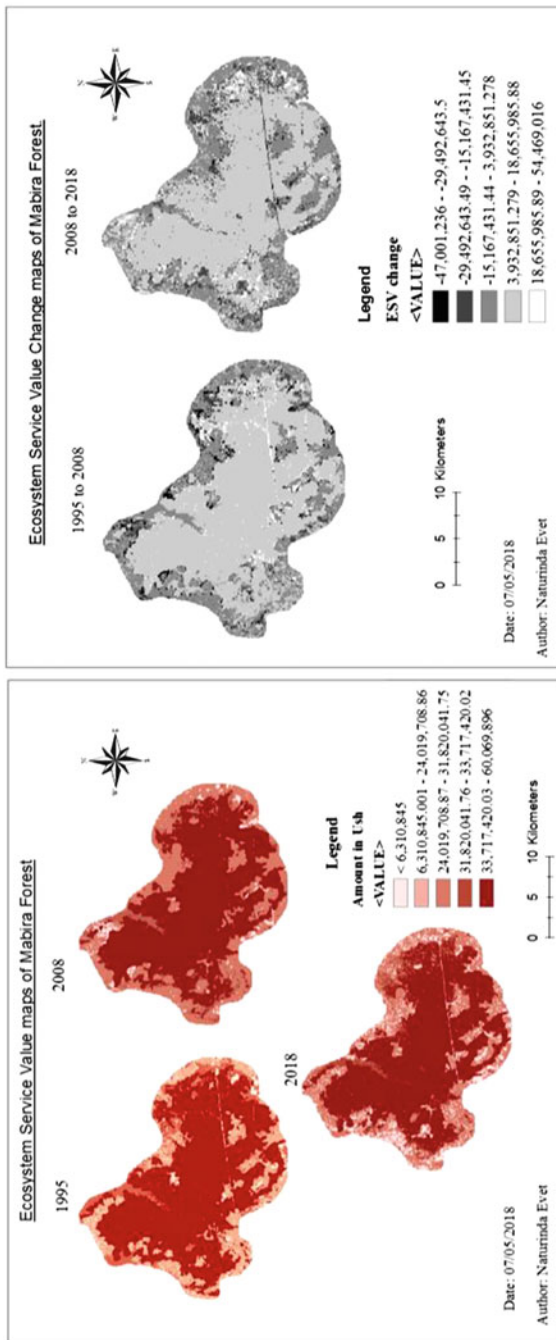 Ecosystem Service Value maps of Mabira Forest
1995
2008
2018
Legend
Amount in Ush
<VALUE>
< 6,310,845
6,310,845.001 - 24,019,708.86
24,019,708.87 - 31,820,041.75
31,820,041.76 - 33,717,420.02
33,717,420.03 - 60,069,896
0 5 10 Kilometers
Date: 07/05/2018
Author: Naturinda Evet
Ecosystem Service Value Change maps of Mabira Forest
1995 to 2008
2008 to 2018
Legend
ESV change
<VALUE>
-47,001,236 - -29,492,643.5
-29,492,643.49 - -15,167,431.45
-15,167,431.44 - 3,932,851.278
3,932,851.279 - 18,655,985.88
18,655,985.89 - 54,469,016
0 5 10 Kilometers
Date: 07/05/2018
Author: Naturinda Evet